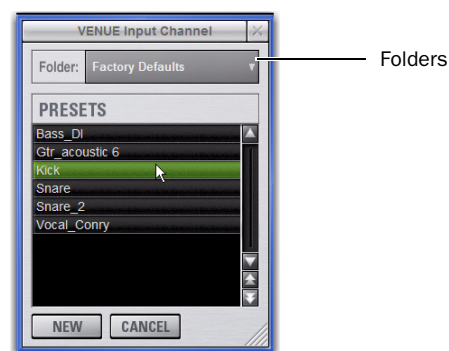 VENUE Input Channel
Folder: Factory Defaults
Folders
PRESETS
Bass_DI
Gtr_acoustic 6
Kick
Snare
Snare_2
Vocal_Conry
NEW CANCEL